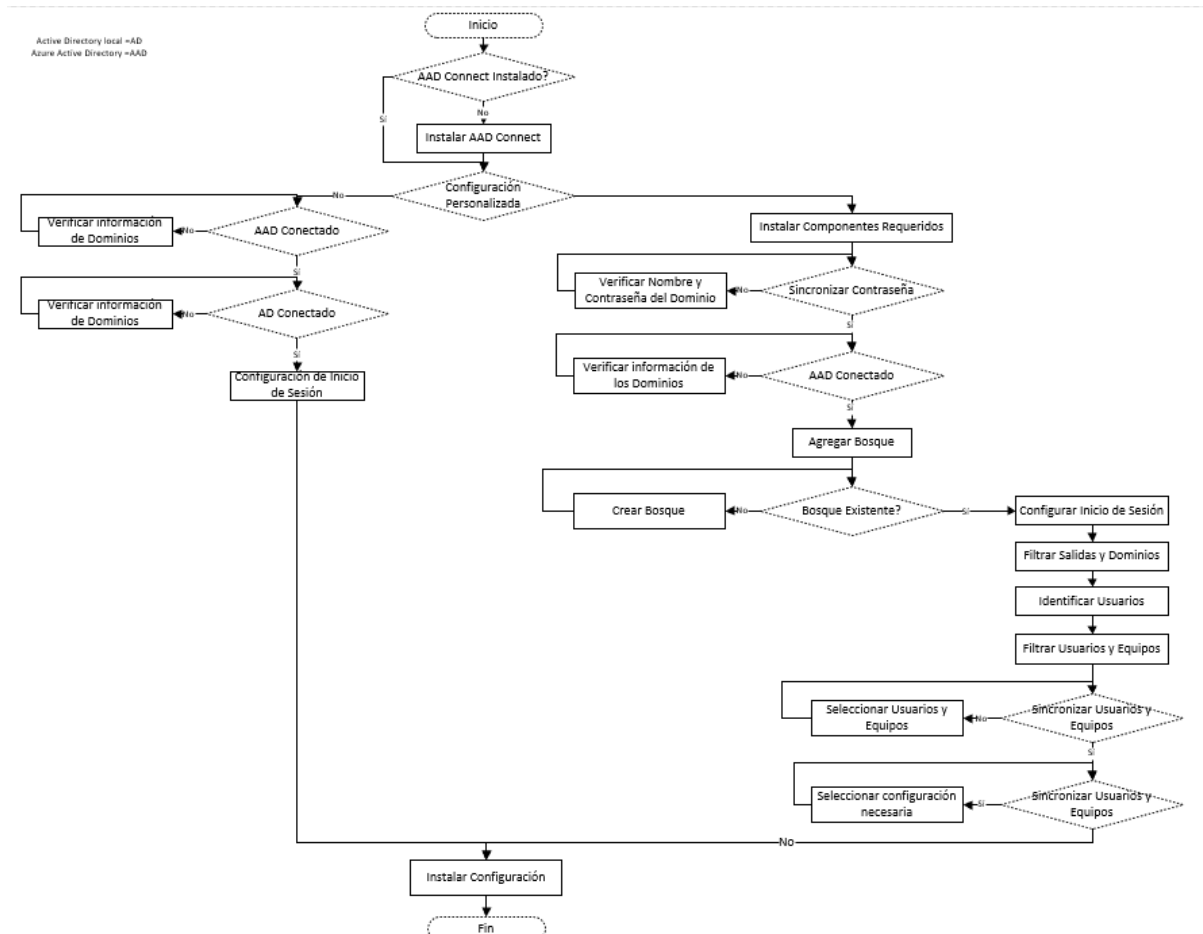 Inicio
Active Directory local =AD
Azure Active Directory =AAD
AAD Connect Instalado?
No
Sí
Instalar AAD Connect
Configuración
Personalizada
No
Verificar información
de Dominios
No
AAD Conectado
Sí
Verificar información
de Dominios
No
AD Conectado
Sí
Configuración de Inicio
de Sesión
Instalar Componentes Requeridos
Verificar Nombre y
Contraseña del Dominio
No
Sincronizar Contraseña
Sí
Verificar información de
los Dominios
No
AAD Conectado
Sí
Agregar Bosque
Crear Bosque
No
Bosque Existente?
Sí
Configurar Inicio de Sesión
Filtrar Salidas y Dominios
Identificar Usuarios
Filtrar Usuarios y Equipos
Seleccionar Usuarios y
Equipos
No
Sincronizar Usuarios y
Equipos
Sí
Seleccionar configuración
necesaria
Sí
Sincronizar Usuarios y
Equipos
No
Instalar Configuración
Fin